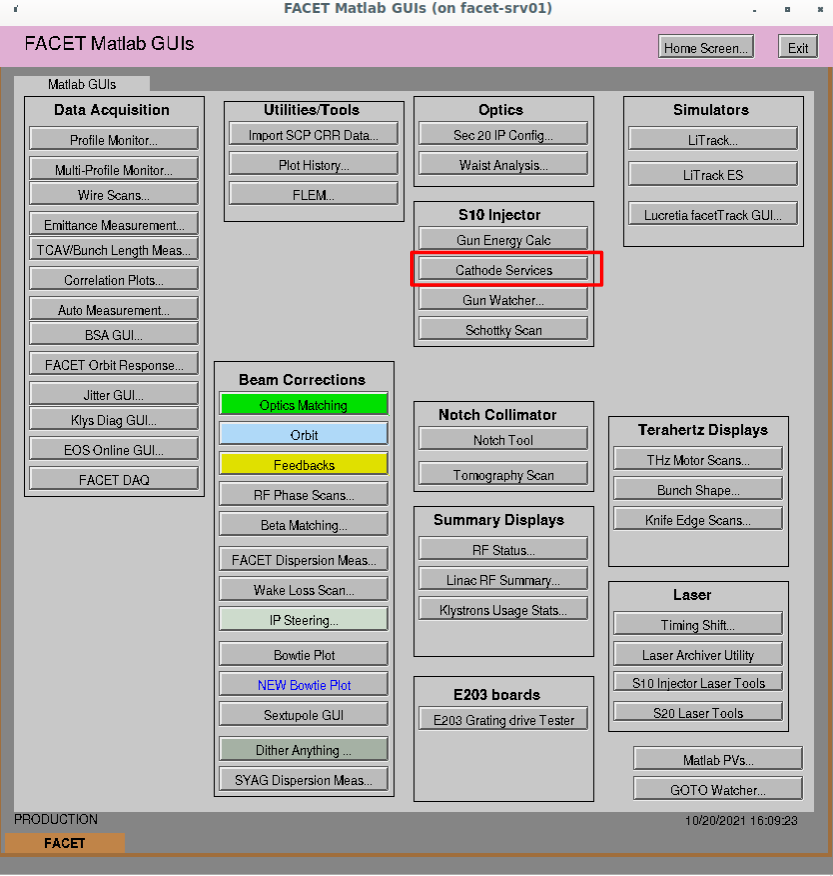 FACET Matlab GUIs (on facet-srv01)
FACET Matlab GUIs
Home Screen...
Exit
Matlab GUIs
Data Acquisition
Profile Monitor...
Multi-Profile Monitor...
Wire Scans...
Emittance Measurement...
TCAV/Bunch Length Meas...
Correlation Plots...
Auto Measurement...
BSA GUI...
FACET Orbit Response...
Jitter GUI...
Klys Diag GUI...
EOS Online GUI...
FACET DAQ
Utilities/Tools
Import SCP CRR Data...
Plot History...
FLEM...
Beam Corrections
Optics Matching
Orbit
Feedbacks
RF Phase Scans...
Beta Matching...
FACET Dispersion Meas...
Wake Loss Scan...
IP Steering...
Bowtie Plot
NEW Bowtie Plot
Sextupole GUI
Dither Anything ...
SYAG Dispersion Meas...
Optics
Sec 20 IP Config...
Waist Analysis...
S10 Injector
Gun Energy Calc
Cathode Services
Gun Watcher...
Schottky Scan
Notch Collimator
Notch Tool
Tomography Scan
Summary Displays
RF Status...
Linac RF Summary...
Klystrons Usage Stats...
E203 boards
E203 Grating drive Tester
Simulators
LiTrack...
LiTrack ES
Lucretia facetTrack GUI...
Terahertz Displays
THz Motor Scans...
Bunch Shape...
Knife Edge Scans...
Laser
Timing Shift...
Laser Archiver Utility
S10 Injector Laser Tools
S20 Laser Tools
Matlab PVs...
GOTO Watcher...
PRODUCTION
10/20/2021 16:09:23
FACET